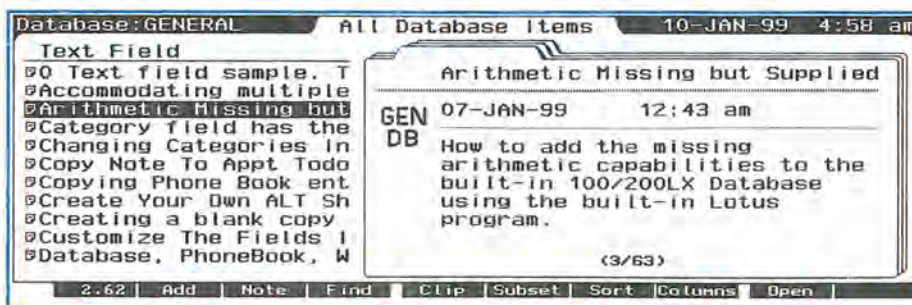 Database:GENERAL All Database Items 10-JAN-99 4:58 am
Text Field
0 Text field sample. T
Accommodating multiple
Arithmetic Missing but
Category field has the
Changing Categories In
Copy Note To Appt Todo
Copying Phone Book ent
Create Your Own ALT Sh
Creating a blank copy
Customize The Fields I
Database, PhoneBook, W
Arithmetic Missing but Supplied
GEN DB
07-JAN-99 12:43 am
How to add the missing
arithmetic capabilities to the
built-in 100/200LX Database
using the built-in Lotus
program.
(3/63)
2.62 Add Note Find Clip Subset Sort Columns Open